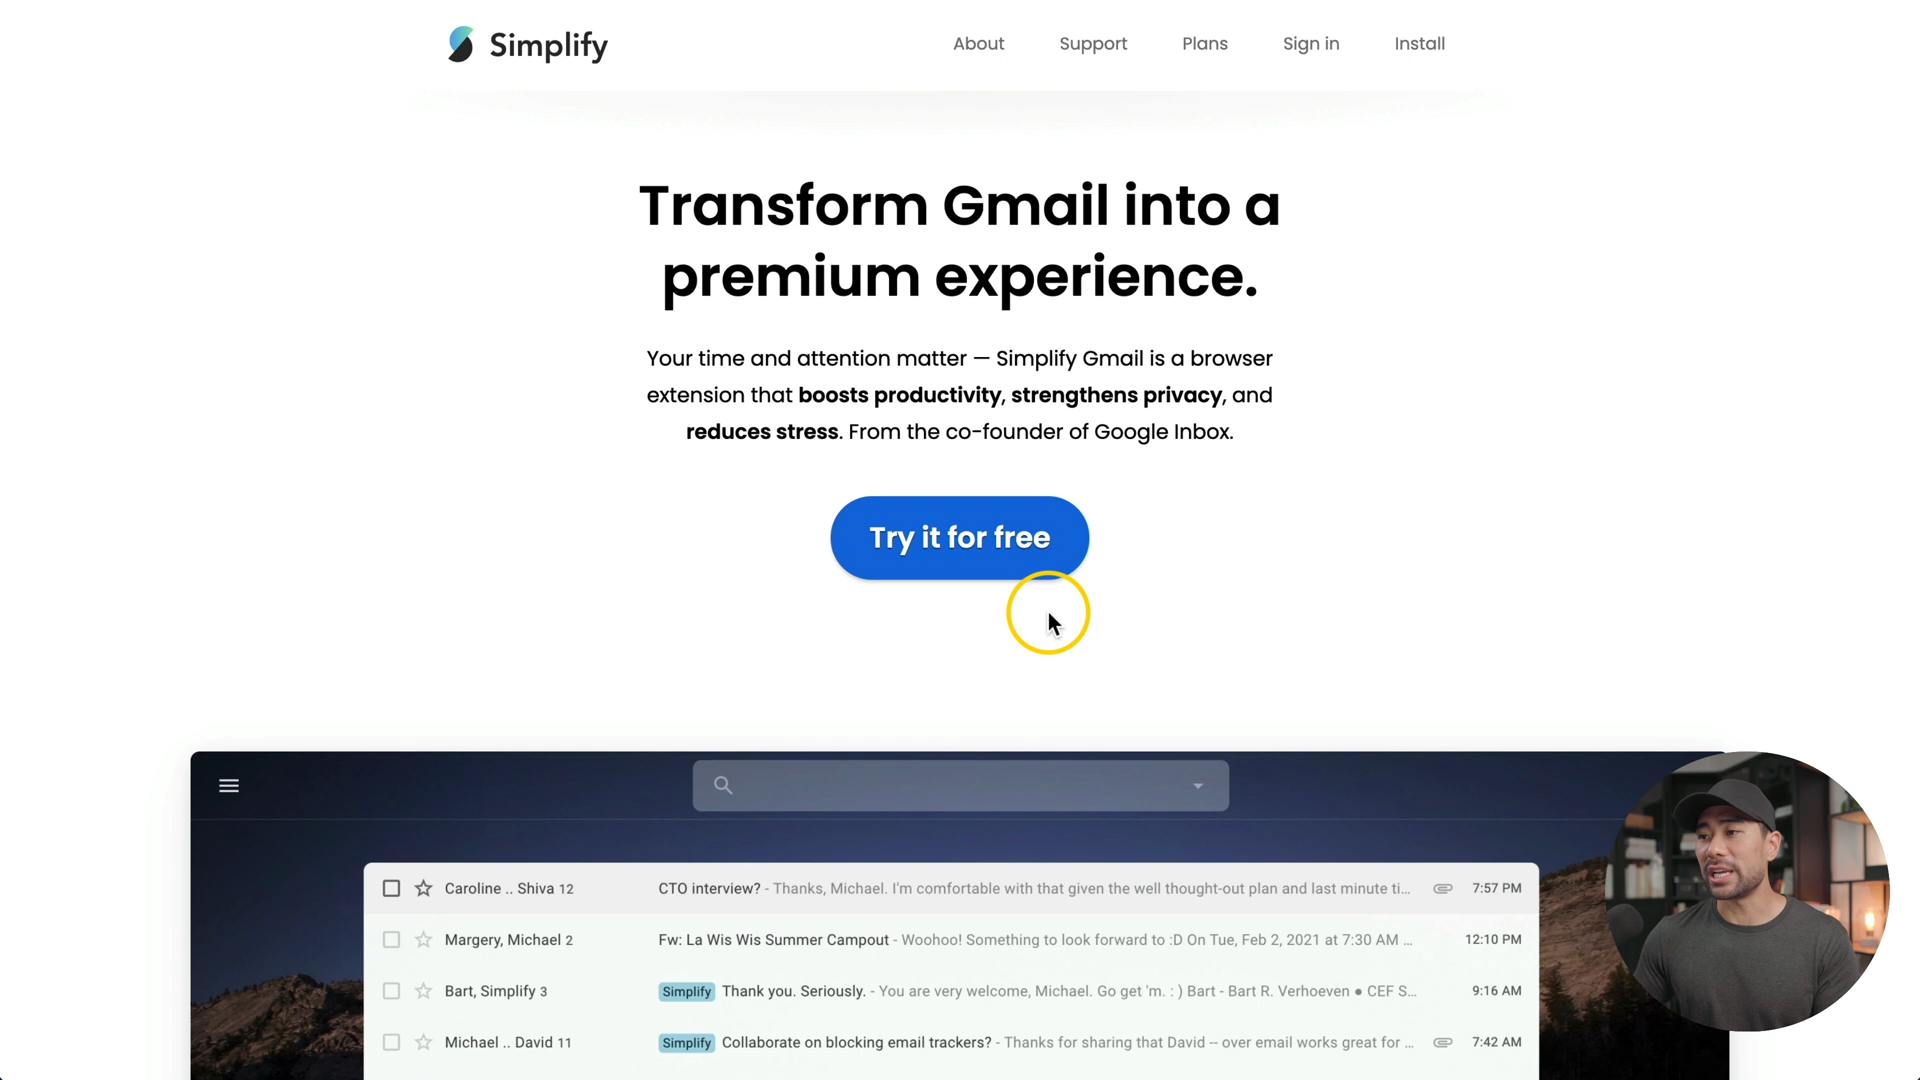 Simplify
About Support Plans Sign in Install
Transform Gmail into a
premium experience.
Your time and attention matter — Simplify Gmail is a browser
extension that boosts productivity, strengthens privacy, and
reduces stress. From the co-founder of Google Inbox.
Try it for free
Caroline .. Shiva 12 CTO interview? - Thanks, Michael. I'm comfortable with that given the well thought-out plan and last minute ti... 7:57 PM
Margery, Michael 2 Fw: La Wis Wis Summer Campout - Woohoo! Something to look forward to :D On Tue, Feb 2, 2021 at 7:30 AM ... 12:10 PM
Bart, Simplify 3 Simplify Thank you. Seriously. - You are very welcome, Michael. Go get 'm. : ) Bart - Bart R. Verhoeven ● CEF S... 9:16 AM
Michael .. David 11 Simplify Collaborate on blocking email trackers? - Thanks for sharing that David -- over email works great for ... 7:42 AM